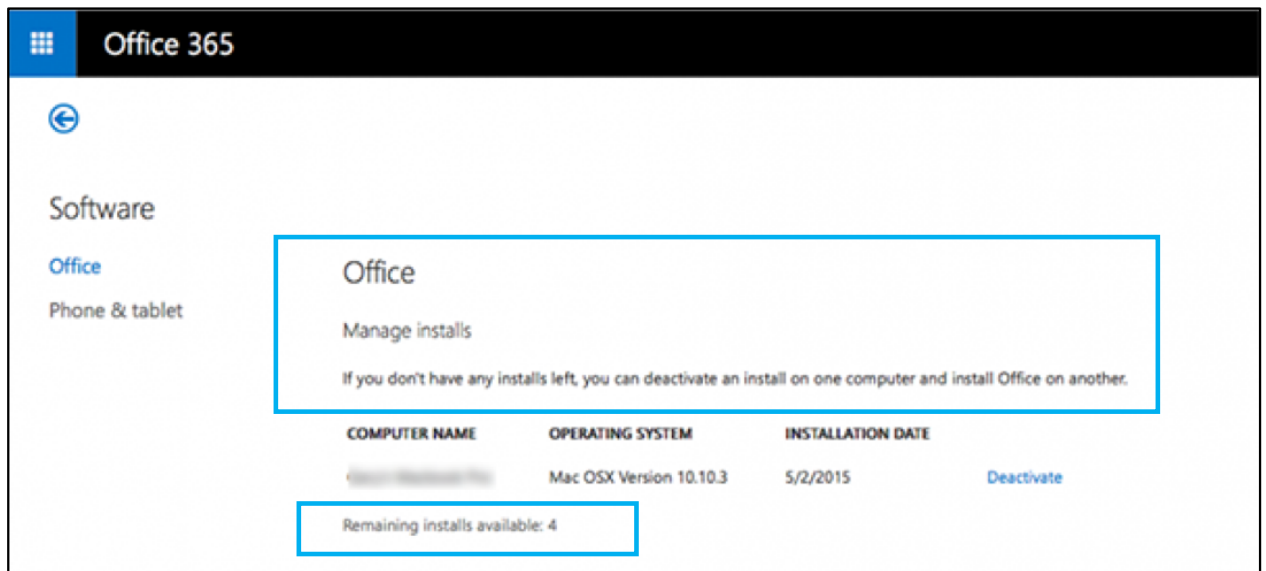 Office 365
Software
Office
Phone & tablet
Office
Manage installs
If you don't have any installs left, you can deactivate an install on one computer and install Office on another.
COMPUTER NAME OPERATING SYSTEM INSTALLATION DATE
Mac OSX Version 10.10.3 5/2/2015 Deactivate
Remaining installs available: 4